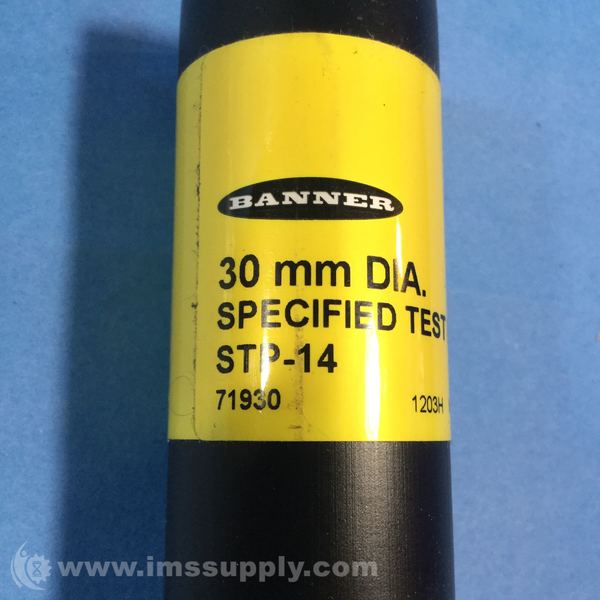 BANNER
30 mm DIA.
SPECIFIED TEST
STP-14
71930 1203H
www.imssupply.com